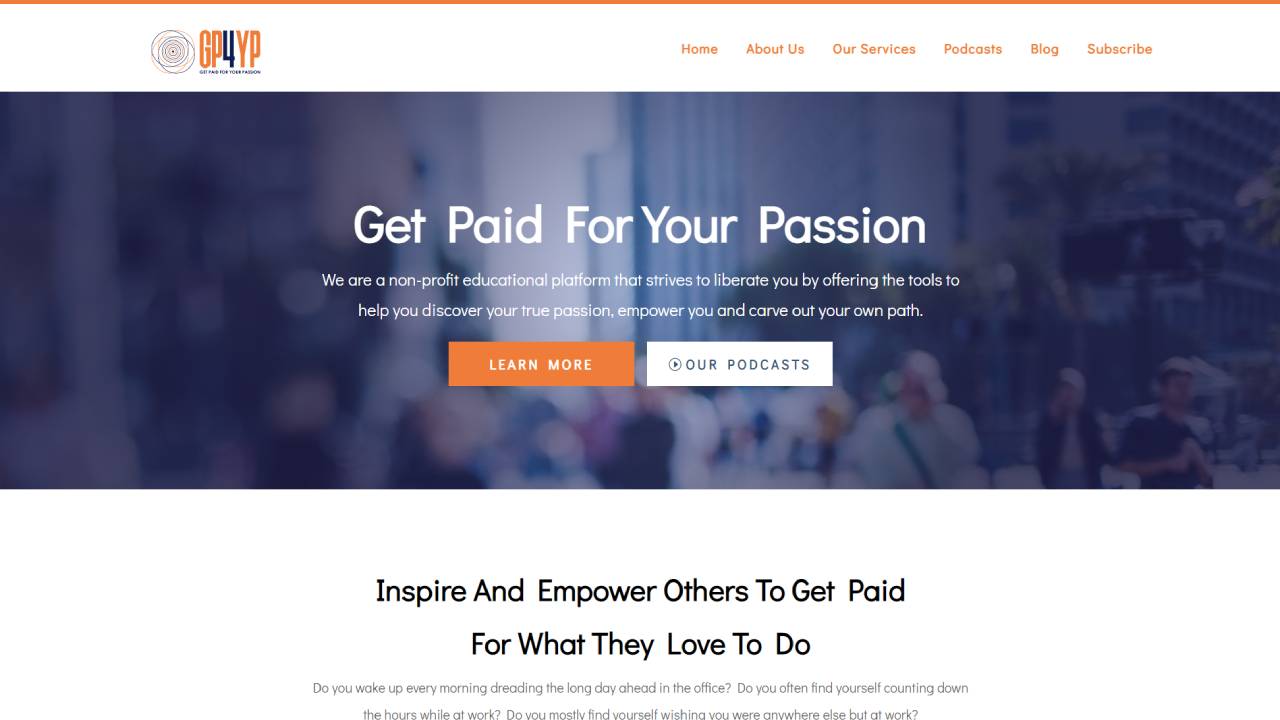 GP4YP
GET PAID FOR YOUR PASSION
Home About Us Our Services Podcasts Blog Subscribe
Get Paid For Your Passion
We are a non-profit educational platform that strives to liberate you by offering the tools to
help you discover your true passion, empower you and carve out your own path.
LEARN MORE OUR PODCASTS
Inspire And Empower Others To Get Paid
For What They Love To Do
Do you wake up every morning dreading the long day ahead in the office? Do you often find yourself counting down
the hours while at work? Do you mostly find yourself wishing you were anywhere else but at work?